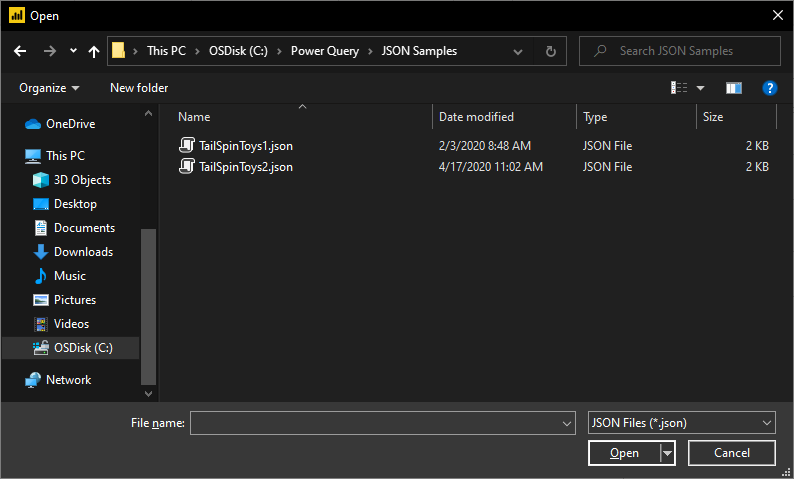 Open
This PC OSDisk (C:) Power Query JSON Samples Search JSON Samples
Organize New folder ?
Name Date modified Type Size
OneDrive
This PC
3D Objects
Desktop
Documents
Downloads
Music
Pictures
Videos
OSDisk (C:)
Network
TailSpinToys1.json 2/3/2020 8:48 AM JSON File 2 KB
TailSpinToys2.json 4/17/2020 11:02 AM JSON File 2 KB
File name: JSON Files (*.json)
Open Cancel